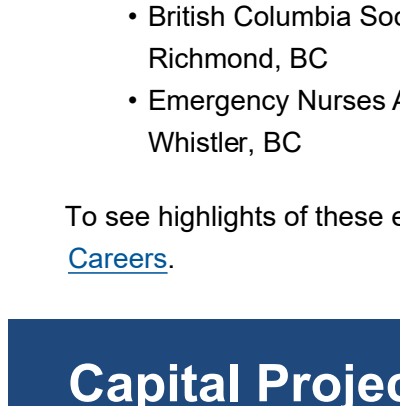 • British Columbia Soc
Richmond, BC
• Emergency Nurses A
Whistler, BC
To see highlights of these e
Careers.
Capital Projec